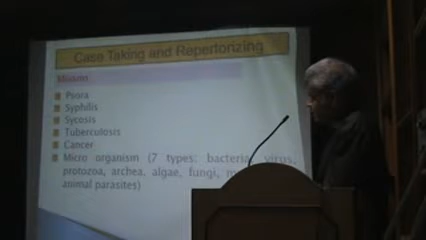 Case Taking and Repertorizing
Miasms
Psora
Syphilis
Sycosis
Tuberculosis
Cancer
Micro organism (7 types: bacteria, virus,
protozoa, archea, algae, fungi,
animal parasites)